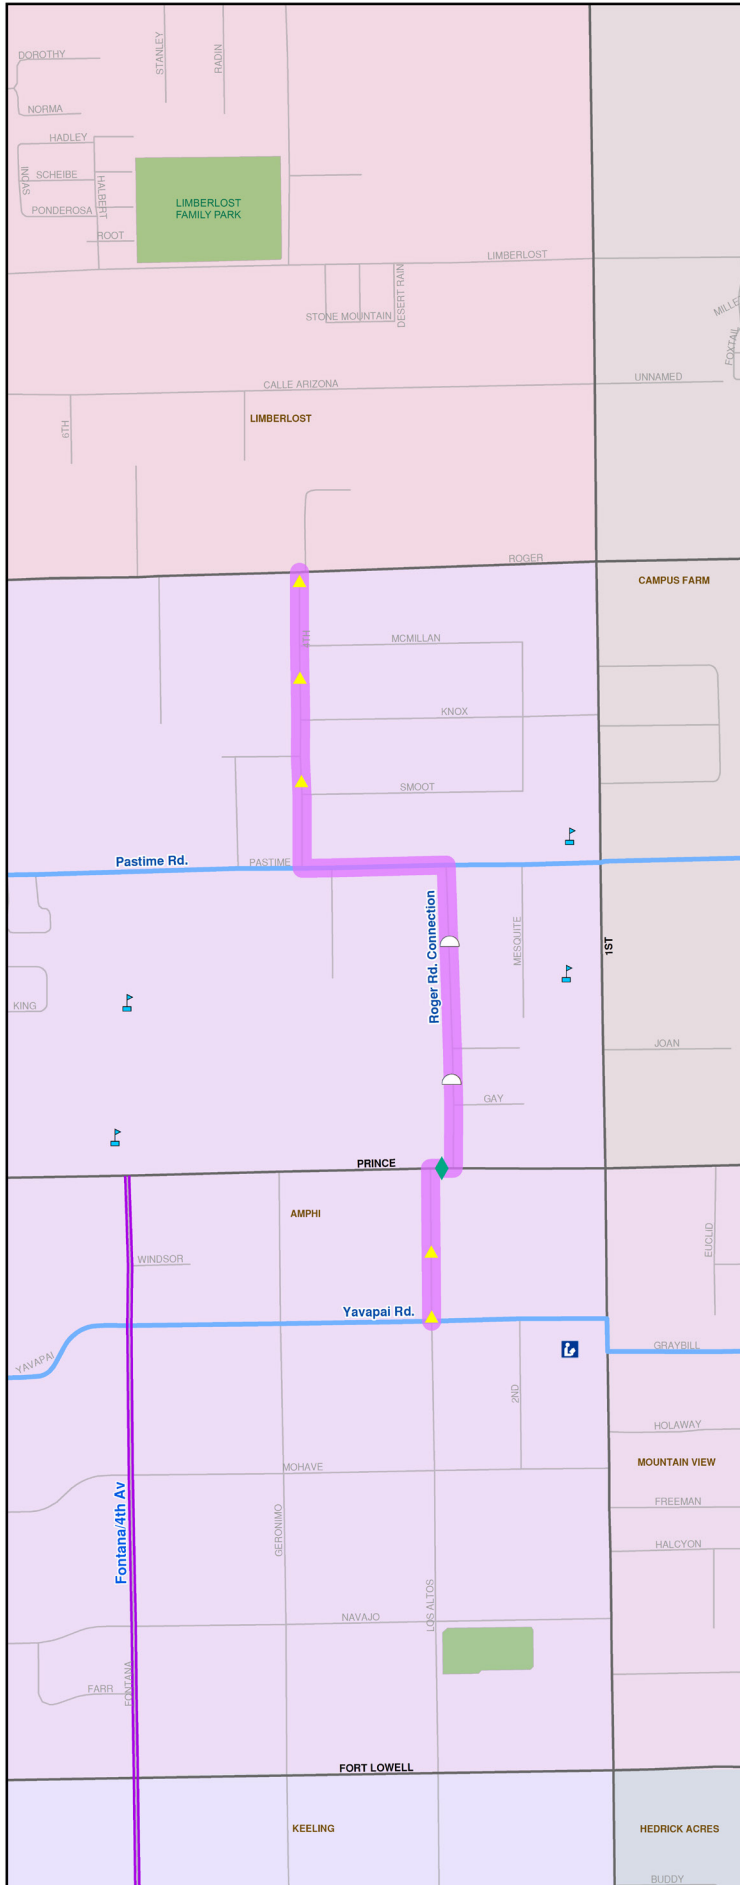 STANLEY
RADIN
DOROTHY
NORMA
HADLEY
INCAS
SCHEIBE
HALBERT
PONDEROSA
ROOT
LIMBERLOST
FAMILY PARK
LIMBERLOST
DESERT RAIN
STONE MOUNTAIN
FOXTAIL
UNNAMED
CALLE ARIZONA
6TH
LIMBERLOST
ROGER
CAMPUS FARM
4TH
MCMILLAN
KNOX
SMOOT
Pastime Rd.
PASTIME
Roger Rd. Connection
MESQUITE
1ST
KING
JOAN
GAY
PRINCE
AMPHI
EUCLID
WINDSOR
Yavapai Rd.
YAVAPAI
GRAYBILL
2ND
HOLAWAY
MOHAVE
MOUNTAIN VIEW
Fontana/4th Av
GERONIMO
FREEMAN
HALCYON
LOS ALTOS
NAVAJO
FARR
FONTANA
FORT LOWELL
KEELING
HEDRICK ACRES
BUDDY